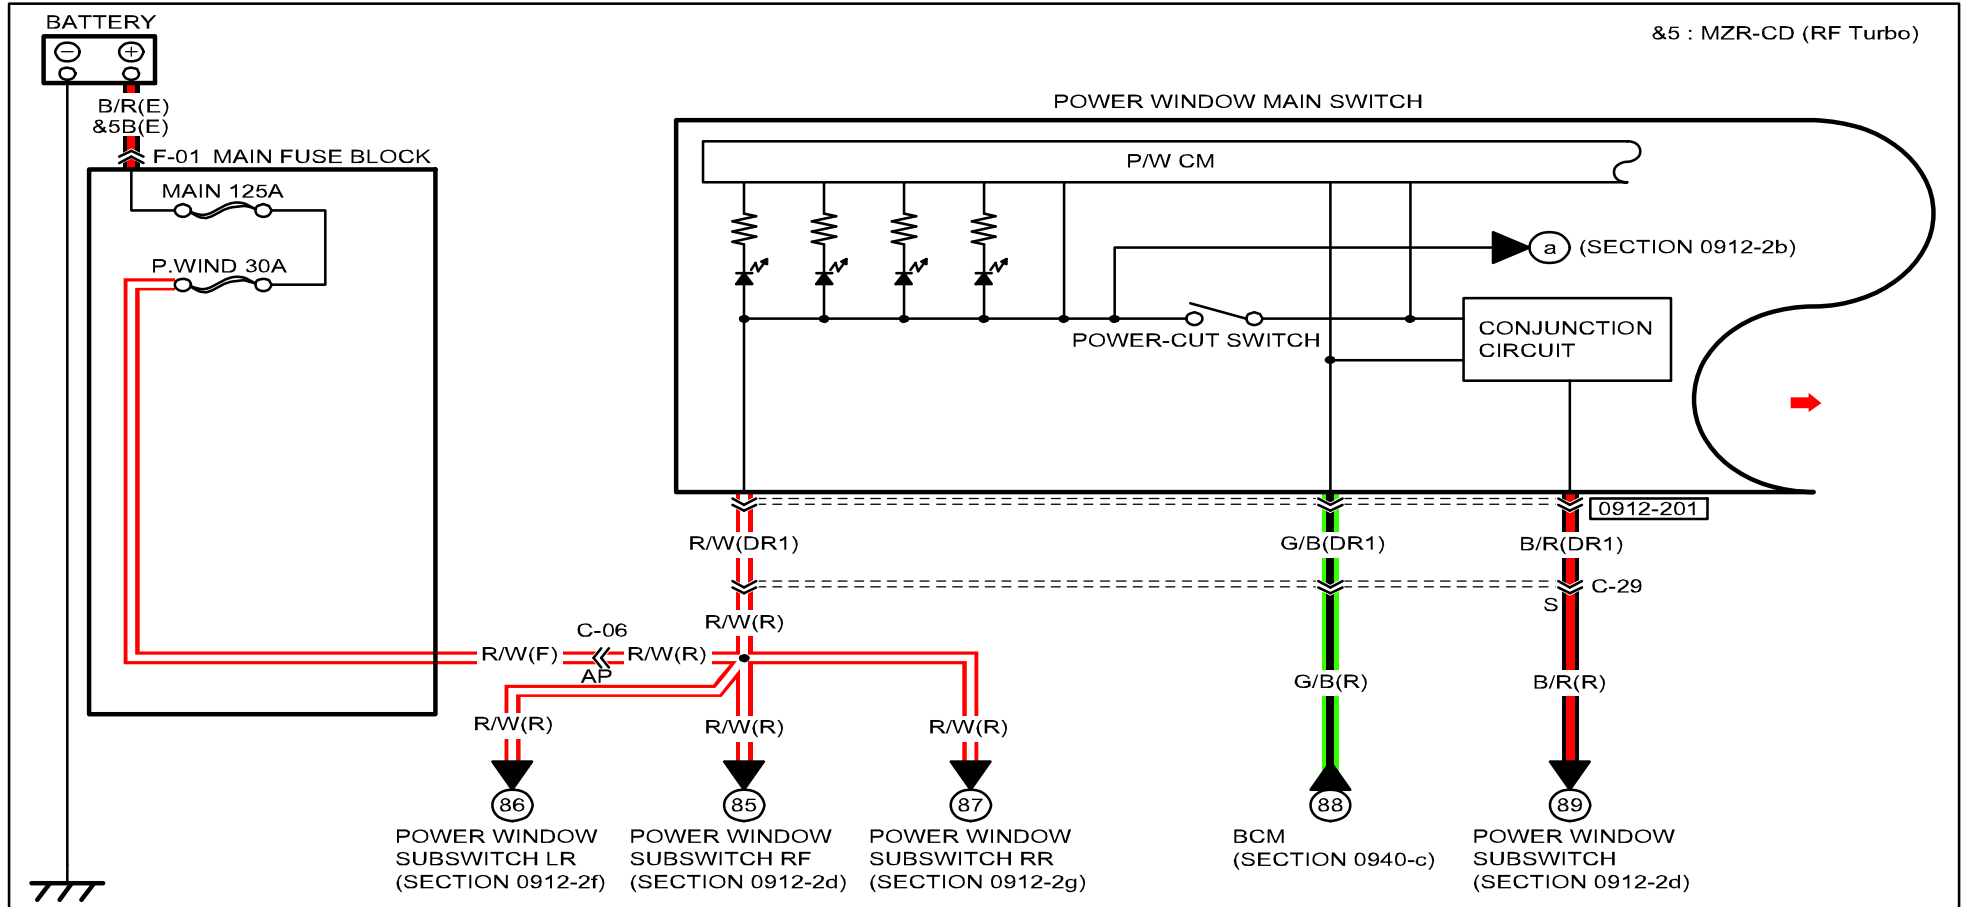 BATTERY
&5 : MZR-CD (RF Turbo)
− +
B/R(E)
&5B(E)
F-01 MAIN FUSE BLOCK
MAIN 125A
P.WIND 30A
POWER WINDOW MAIN SWITCH
P/W CM
a (SECTION 0912-2b)
POWER-CUT SWITCH
CONJUNCTION
CIRCUIT
0912-201
R/W(DR1)
G/B(DR1)
B/R(DR1)
C-29
S
R/W(R)
C-06
R/W(F)
R/W(R)
AP
R/W(R)
R/W(R)
R/W(R)
G/B(R)
B/R(R)
86
POWER WINDOW
SUBSWITCH LR
(SECTION 0912-2f)
85
POWER WINDOW
SUBSWITCH RF
(SECTION 0912-2d)
87
POWER WINDOW
SUBSWITCH RR
(SECTION 0912-2g)
88
BCM
(SECTION 0940-c)
89
POWER WINDOW
SUBSWITCH
(SECTION 0912-2d)